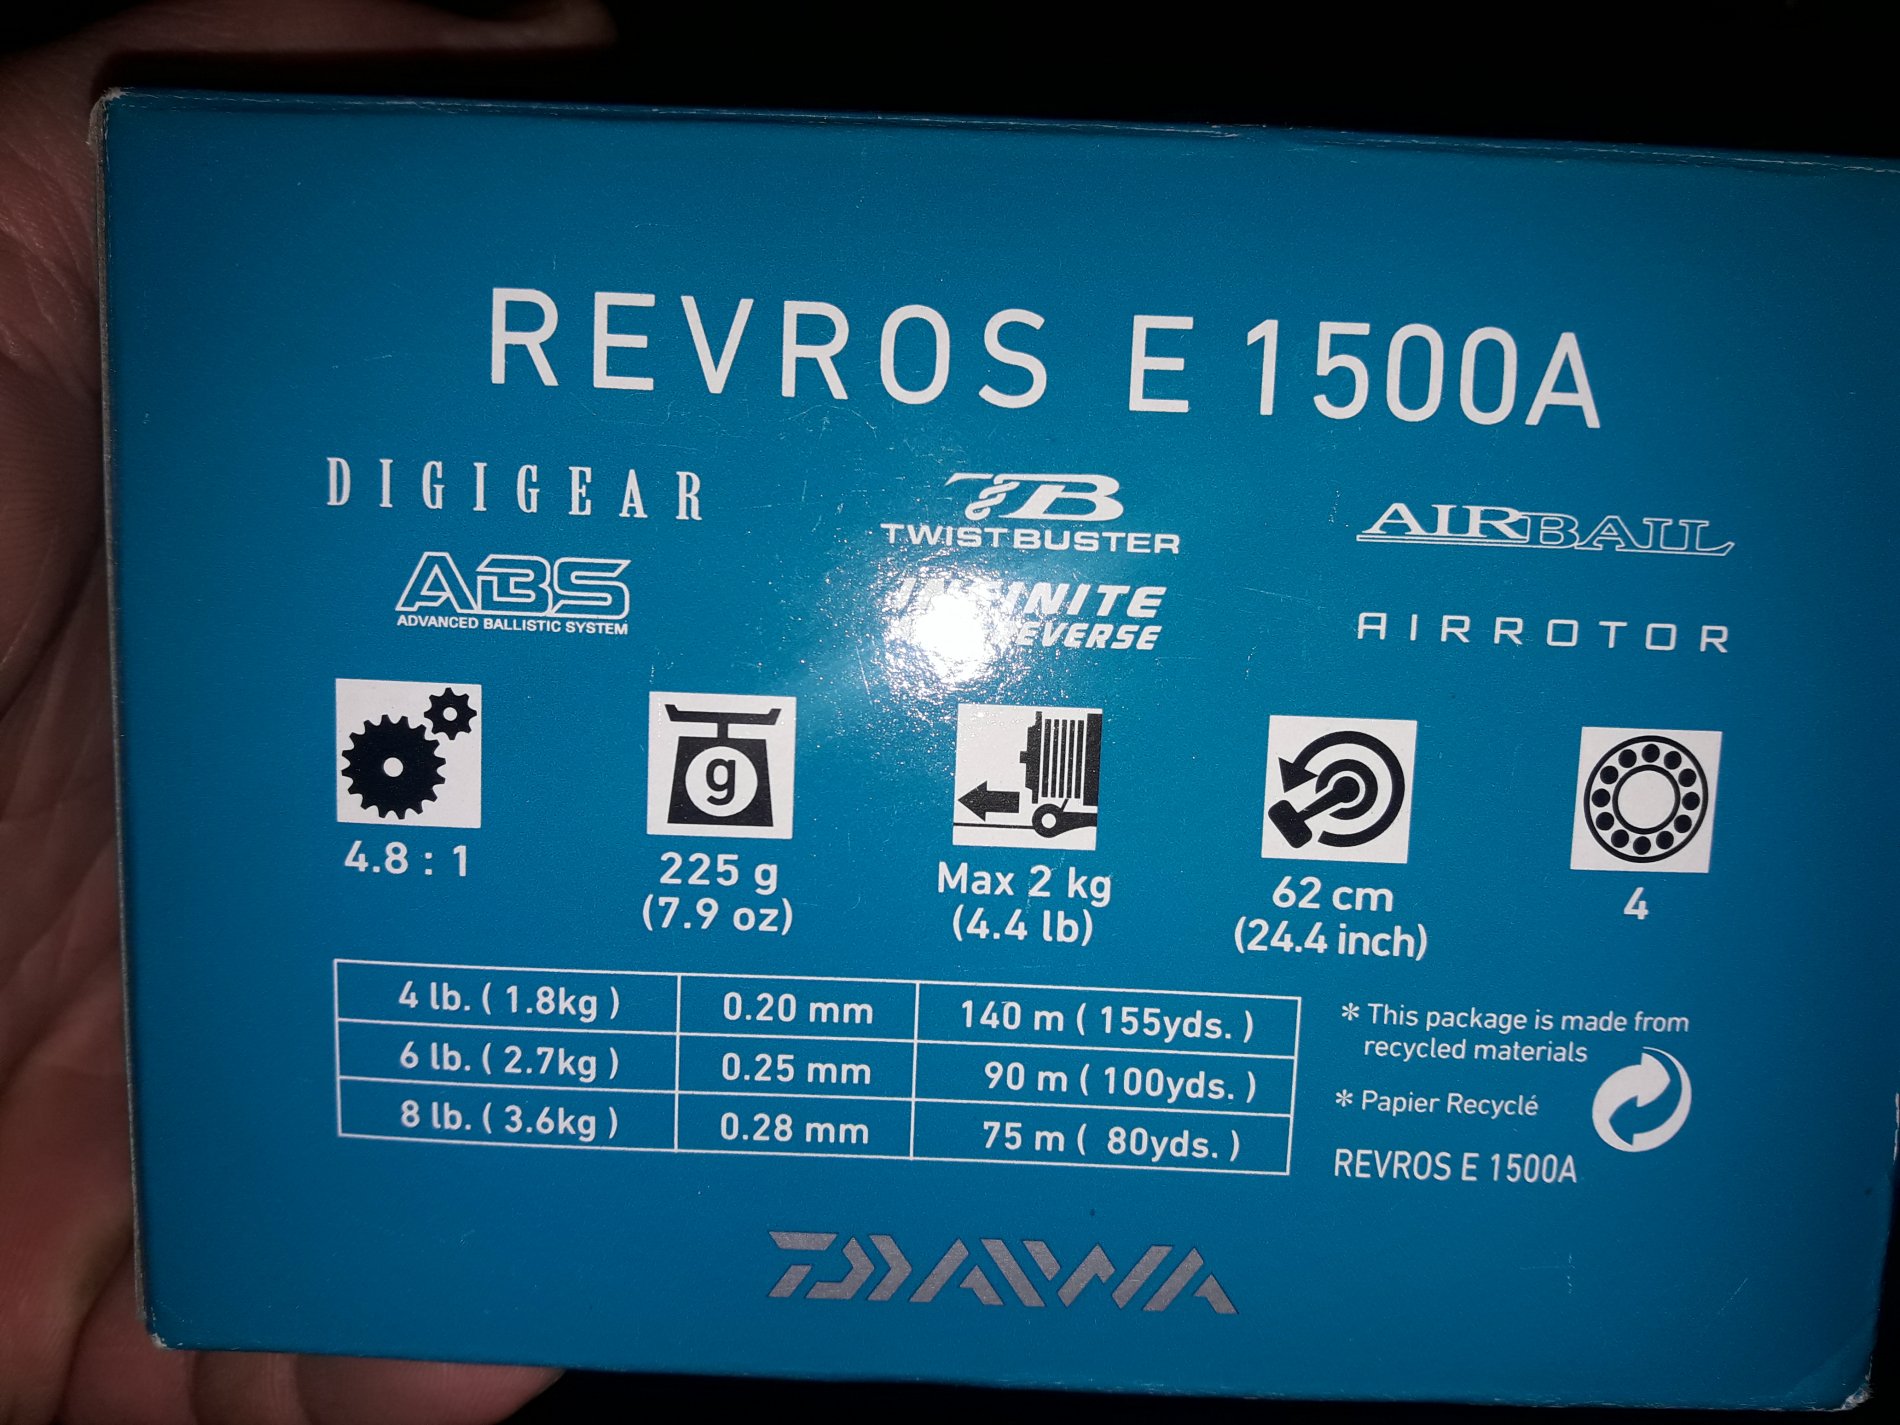 REVROS E 1500A
DIGIGEAR
TB
TWISTBUSTER
AIRBAIL
ABS
ADVANCED BALLISTIC SYSTEM
INFINITE
REVERSE
AIRROTOR
g
4.8 : 1
225 g
(7.9 oz)
Max 2 kg
(4.4 lb)
62 cm
(24.4 inch)
4
4 lb. ( 1.8kg ) 0.20 mm 140 m ( 155yds. )
6 lb. ( 2.7kg ) 0.25 mm 90 m ( 100yds. )
8 lb. ( 3.6kg ) 0.28 mm 75 m ( 80yds. )
* This package is made from
recycled materials
* Papier Recyclé
REVROS E 1500A
DAIWA